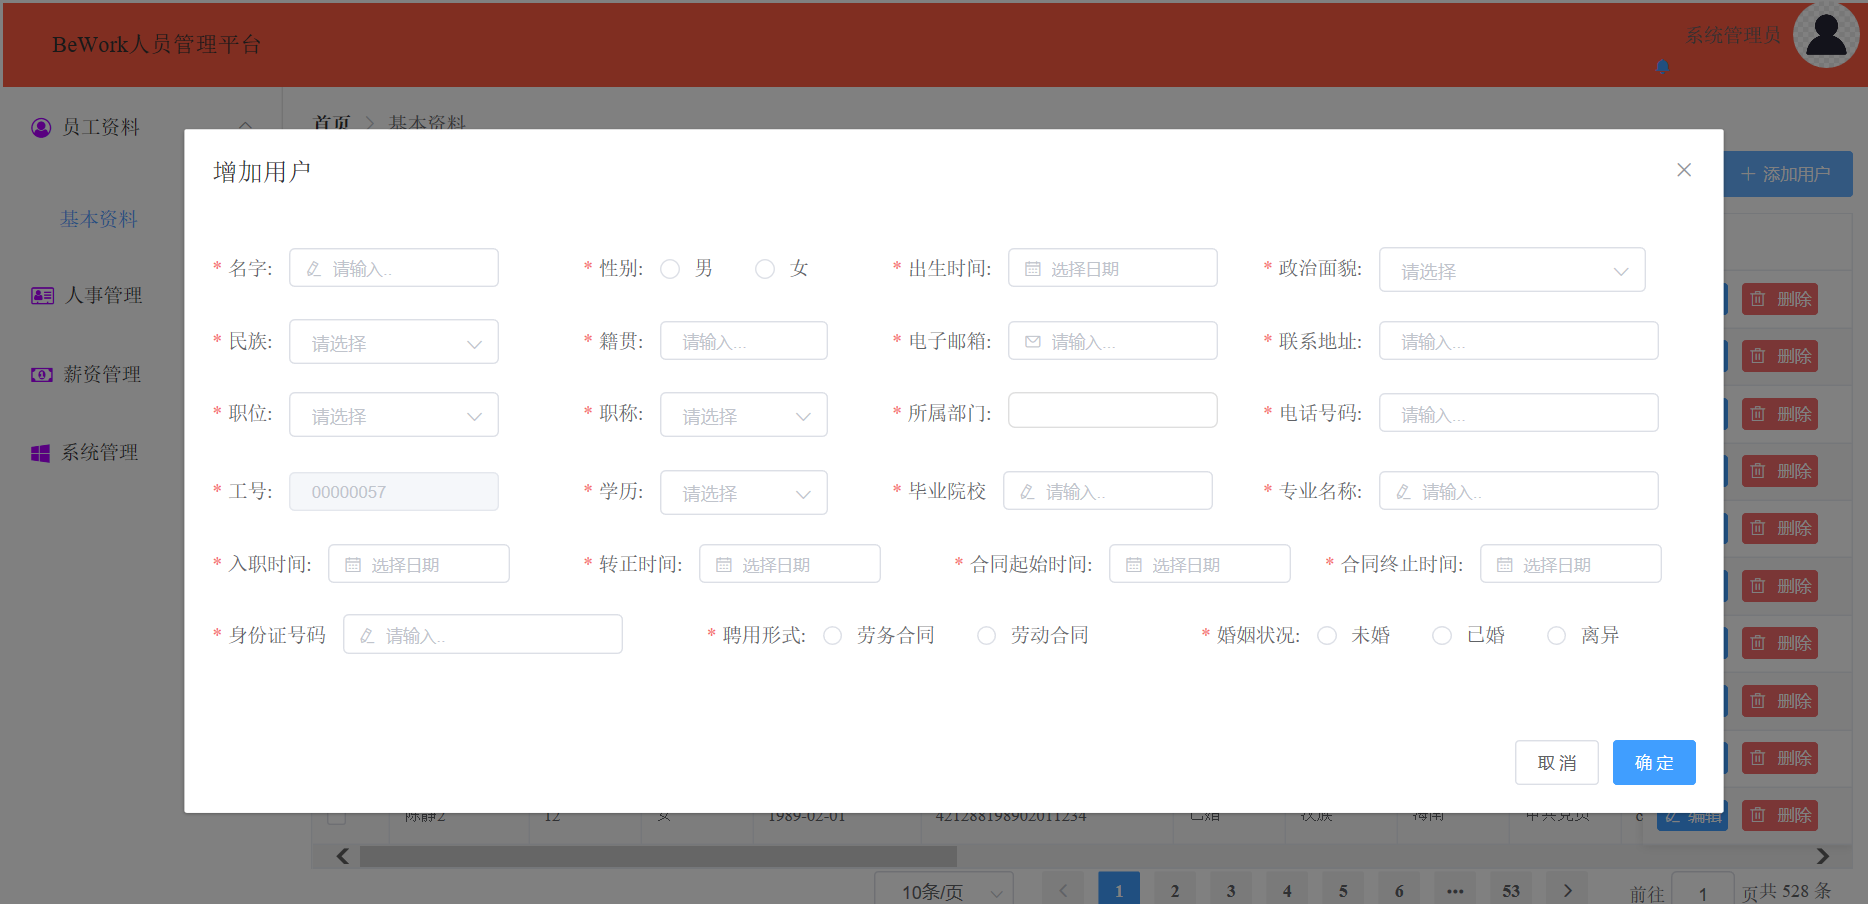 BeWork人员管理平台
系统管理员
员工资料
首页 > 基本资料
增加用户
添加用户
基本资料
* 名字: 请输入..
* 性别: 男 女
* 出生时间: 选择日期
* 政治面貌: 请选择
人事管理
删除
* 民族: 请选择
* 籍贯: 请输入...
* 电子邮箱: 请输入...
* 联系地址: 请输入...
删除
薪资管理
* 职位: 请选择
* 职称: 请选择
* 所属部门:
* 电话号码: 请输入...
删除
系统管理
删除
* 工号: 00000057
* 学历: 请选择
* 毕业院校 请输入..
* 专业名称: 请输入..
删除
* 入职时间: 选择日期
* 转正时间: 选择日期
* 合同起始时间: 选择日期
* 合同终止时间: 选择日期
删除
* 身份证号码 请输入..
* 聘用形式: 劳务合同 劳动合同
* 婚姻状况: 未婚 已婚 离异
删除
删除
取消 确定
删除
陈静2 12 女 1989-02-01 421288198902011234 已婚 汉族 海南 中共党员 编辑 删除
10条/页 1 2 3 4 5 6 ... 53 前往 1 页共 528 条